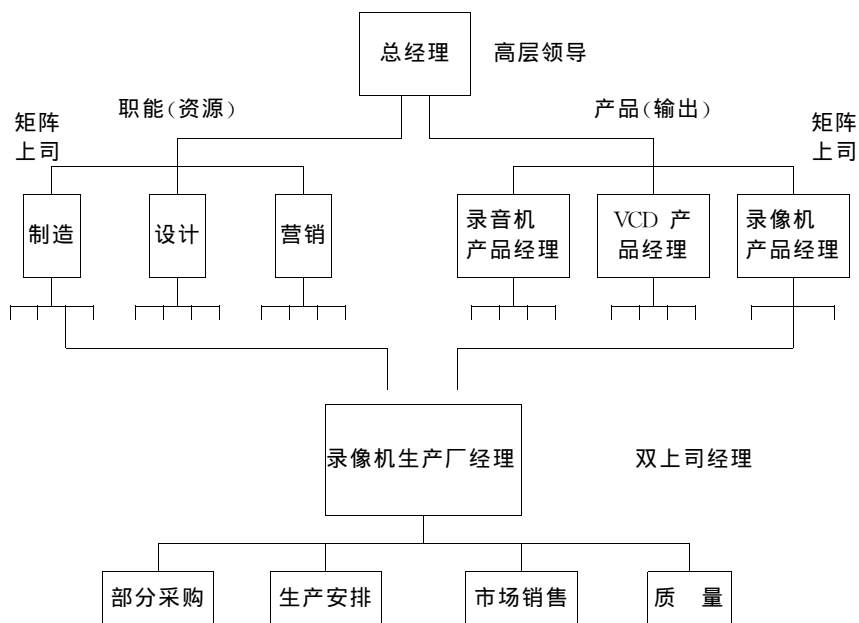 总经理
高层领导
职能(资源)
产品(输出)
矩阵
上司
矩阵
上司
制造
设计
营销
录音机
产品经理
VCD 产
品经理
录像机
产品经理
录像机生产厂经理
双上司经理
部分采购
生产安排
市场销售
质 量